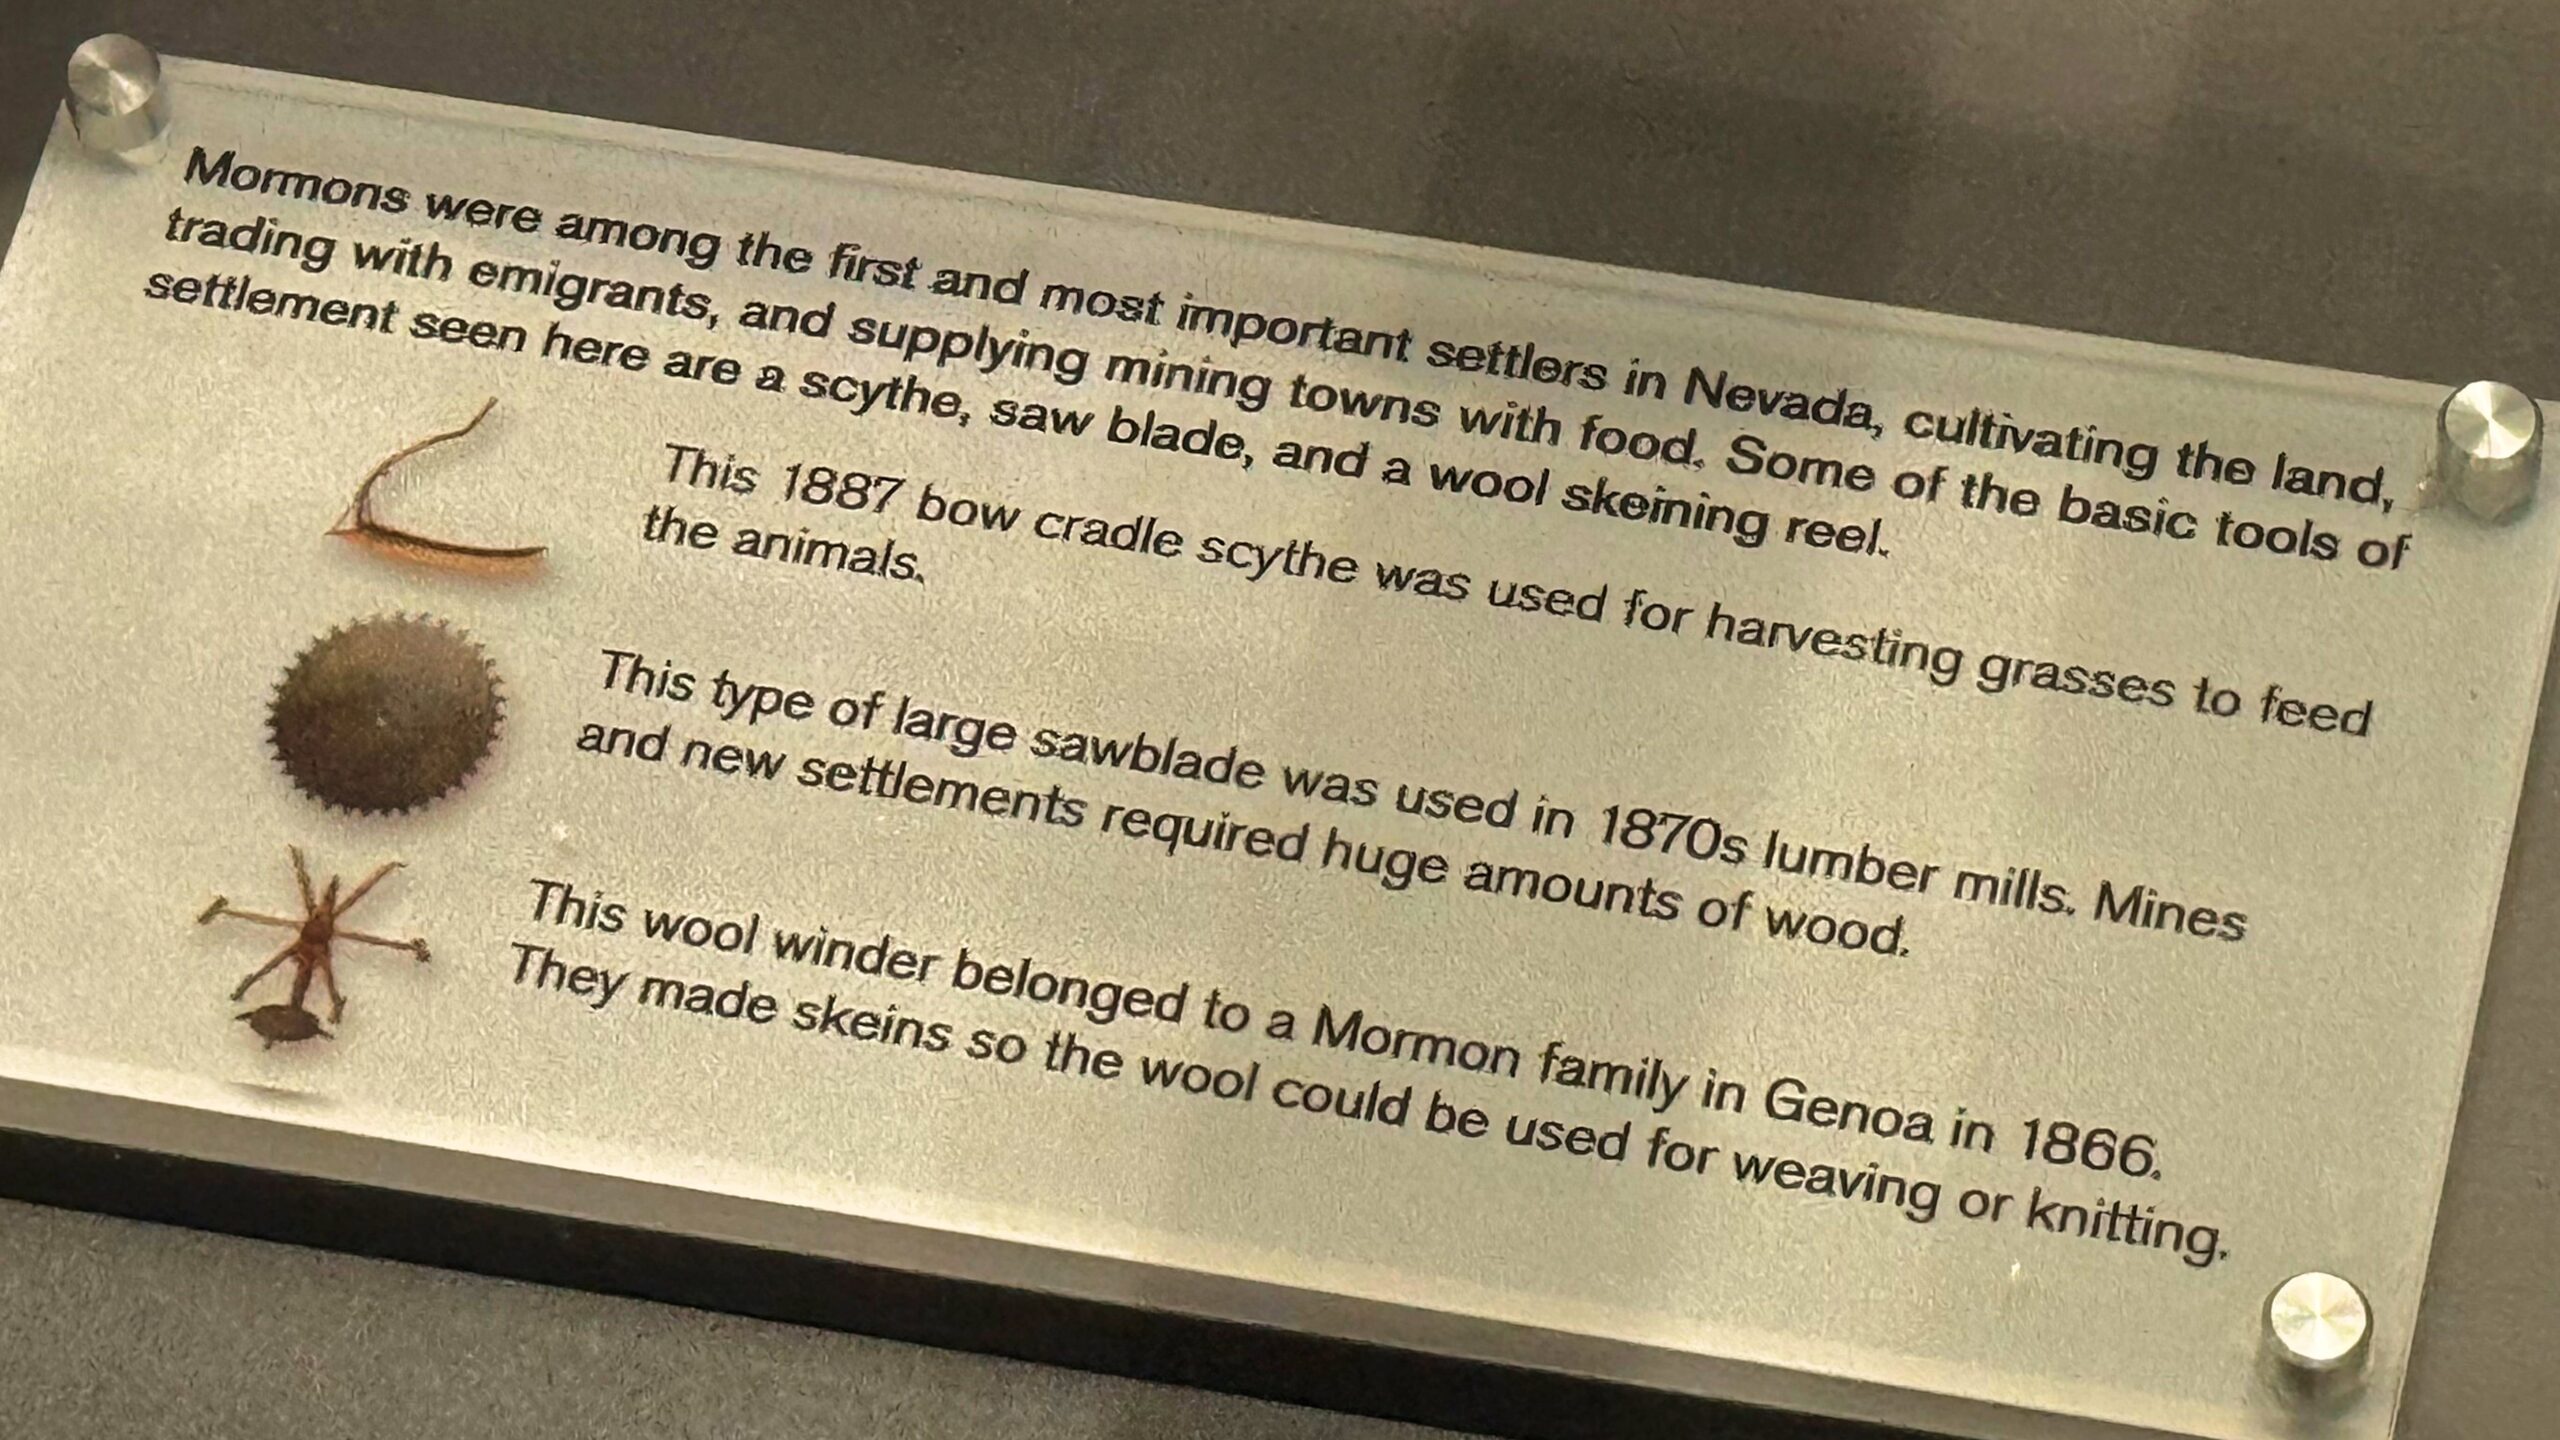 Mormons were among the first and most important settlers in Nevada, cultivating the land,
trading with emigrants, and supplying mining towns with food. Some of the basic tools of
settlement seen here are a scythe, saw blade, and a wool skeining reel.
This 1887 bow cradle scythe was used for harvesting grasses to feed
the animals.
This type of large sawblade was used in 1870s lumber mills. Mines
and new settlements required huge amounts of wood.
This wool winder belonged to a Mormon family in Genoa in 1866.
They made skeins so the wool could be used for weaving or knitting.